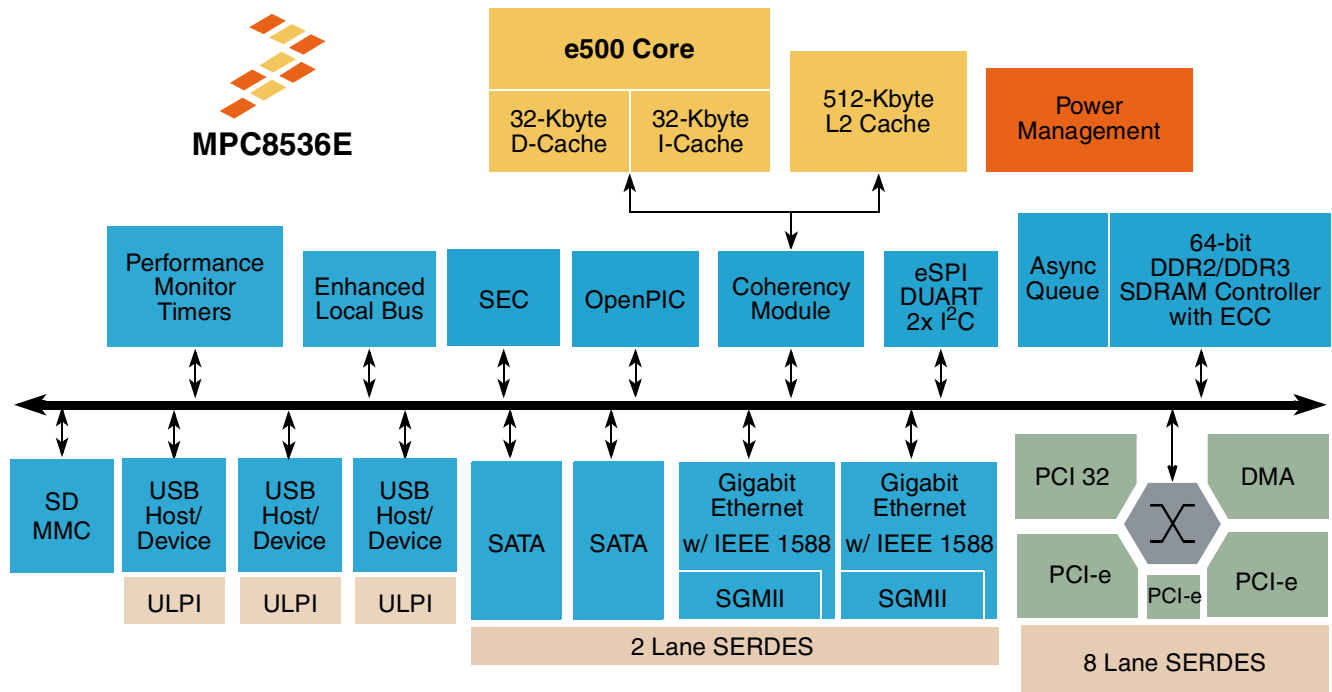 MPC8536E
e500 Core
32-Kbyte
D-Cache
32-Kbyte
I-Cache
512-Kbyte
L2 Cache
Power
Management
Performance
Monitor
Timers
Enhanced
Local Bus
SEC
OpenPIC
Coherency
Module
eSPI
DUART
2x I²C
Async
Queue
64-bit
DDR2/DDR3
SDRAM Controller
with ECC
SD
MMC
USB
Host/
Device
ULPI
USB
Host/
Device
ULPI
USB
Host/
Device
ULPI
SATA
SATA
Gigabit
Ethernet
w/ IEEE 1588
SGMII
Gigabit
Ethernet
w/ IEEE 1588
SGMII
2 Lane SERDES
PCI 32
DMA
PCI-e
PCI-e
PCI-e
8 Lane SERDES